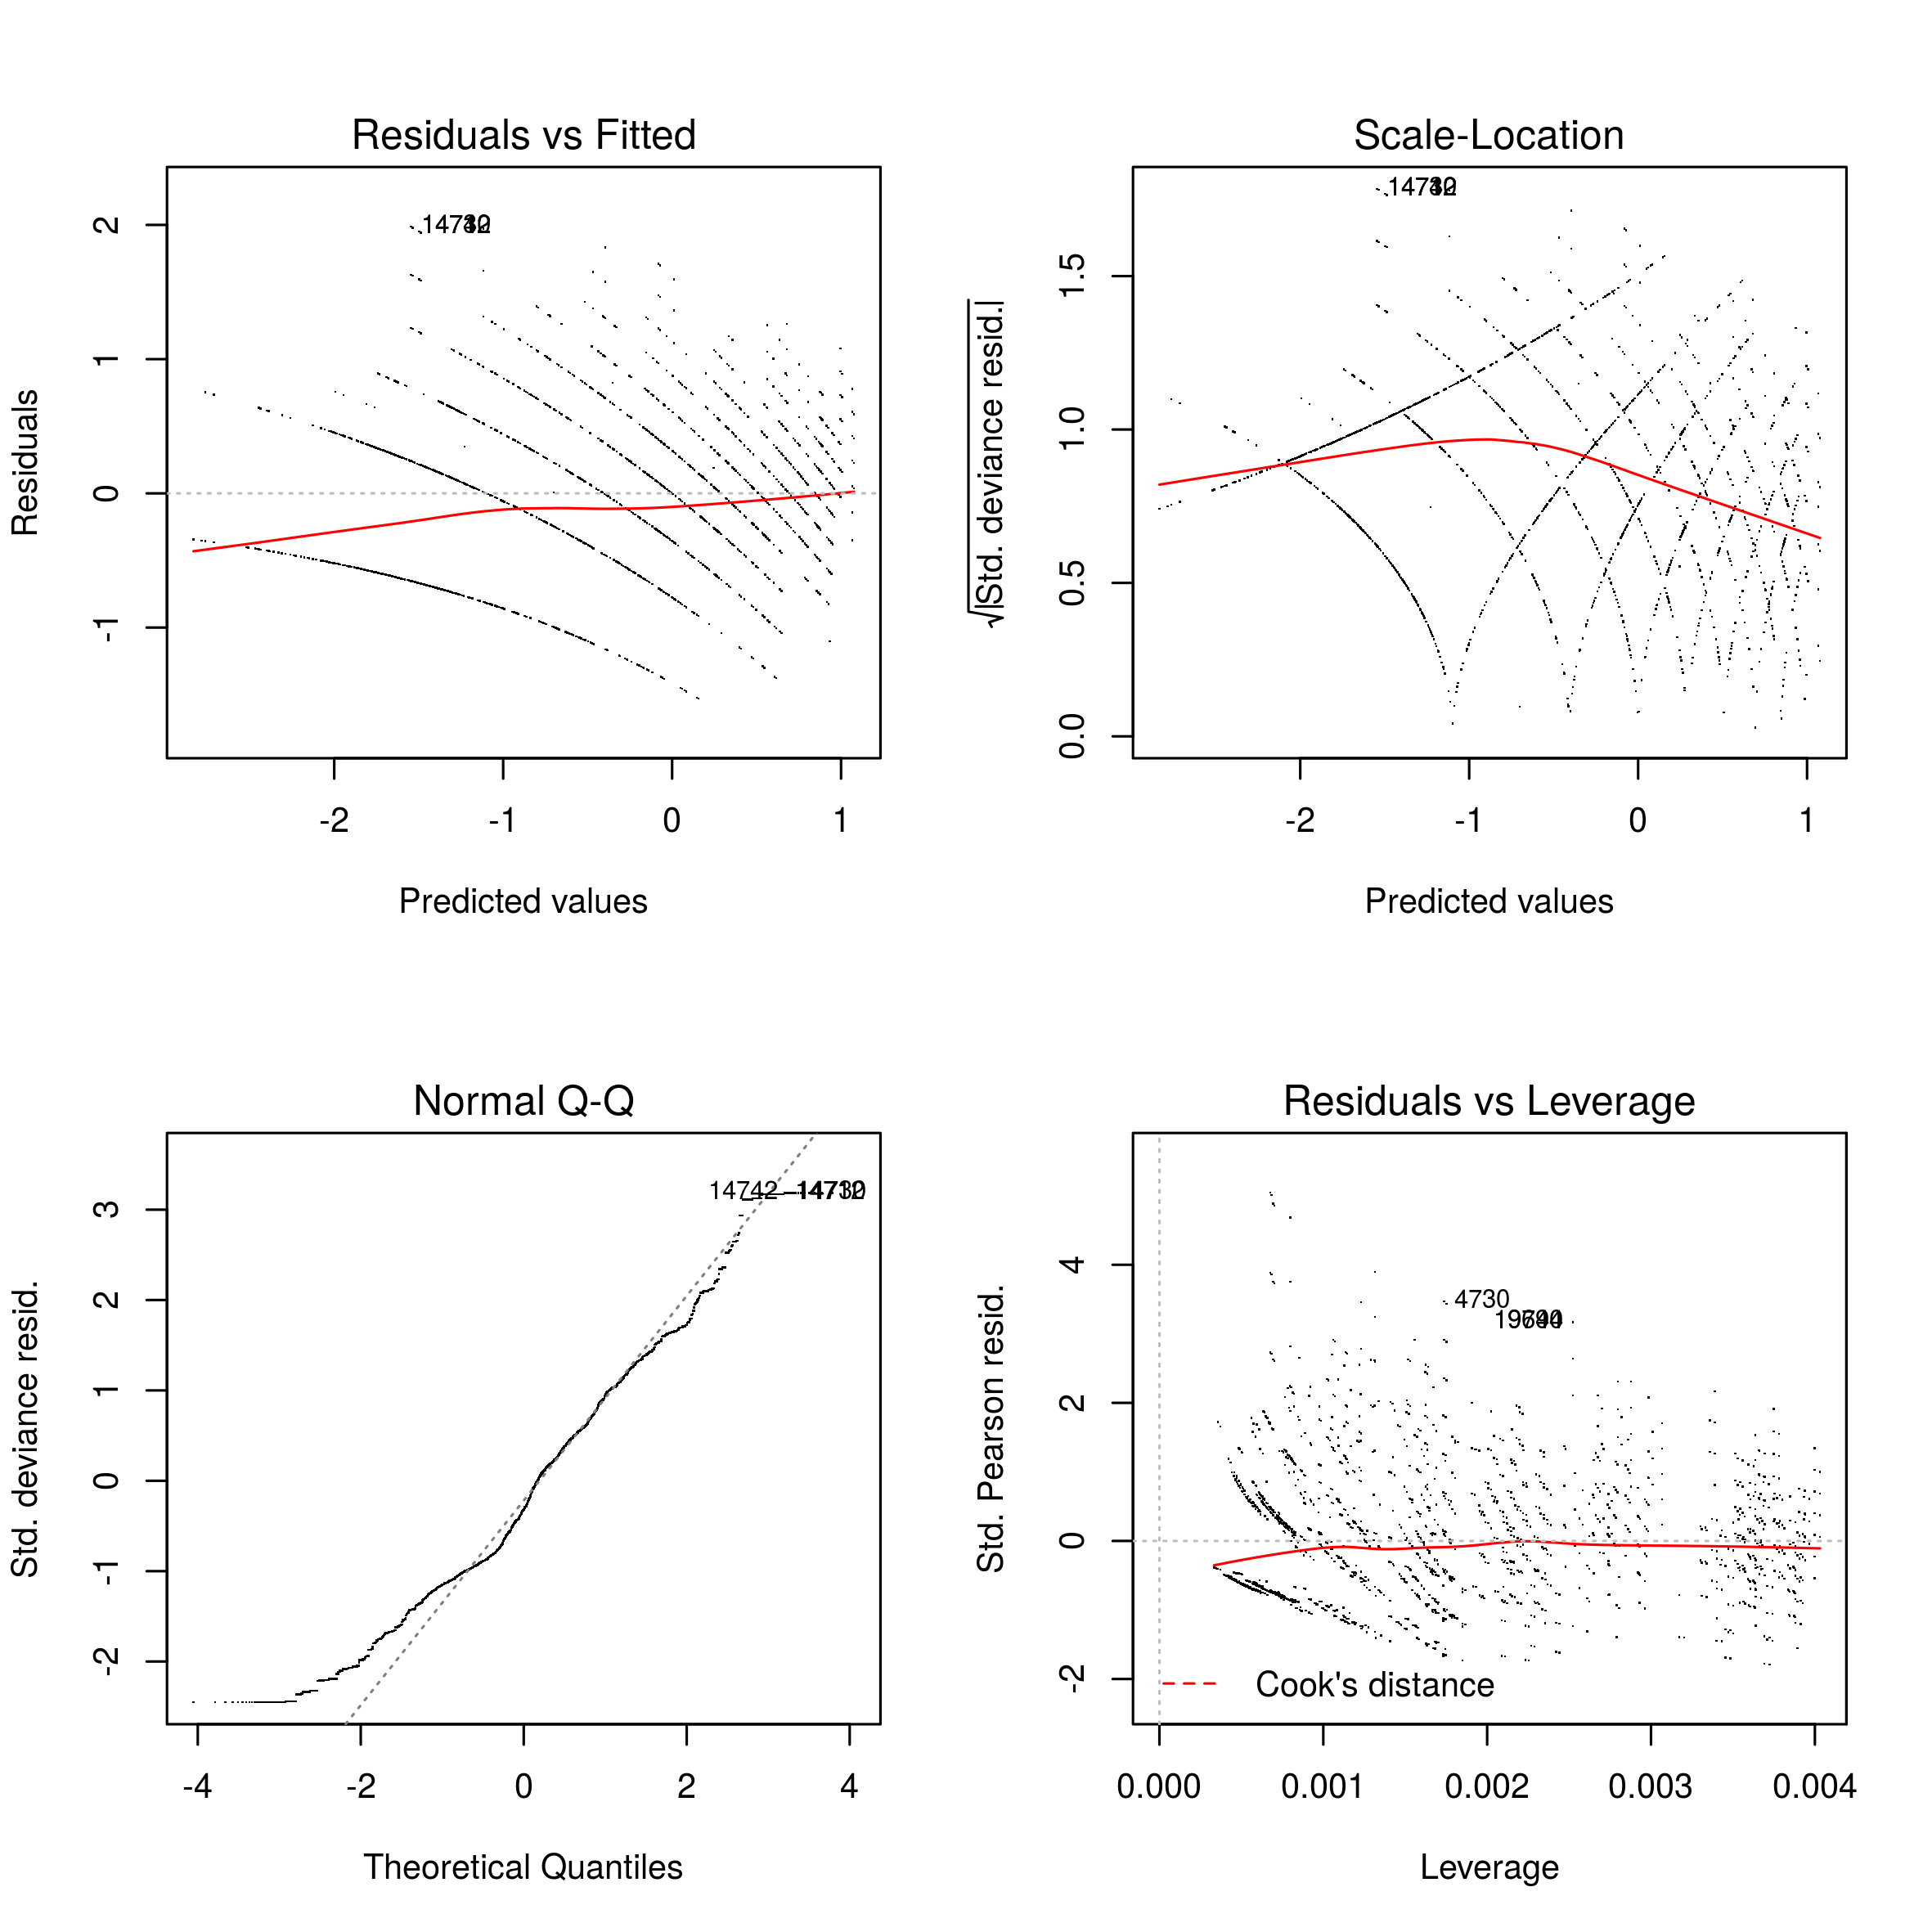 Residuals vs Fitted
Residuals
2
1
0
-1
-2
-1
0
1
Predicted values
Scale-Location
√|Std. deviance resid.|
1.5
1.0
0.5
0.0
-2
-1
0
1
Predicted values
Normal Q-Q
Std. deviance resid.
3
2
1
0
-1
-2
14742
-4
-2
0
2
4
Theoretical Quantiles
Residuals vs Leverage
Std. Pearson resid.
4
2
0
-2
4730
Cook's distance
0.000
0.001
0.002
0.003
0.004
Leverage